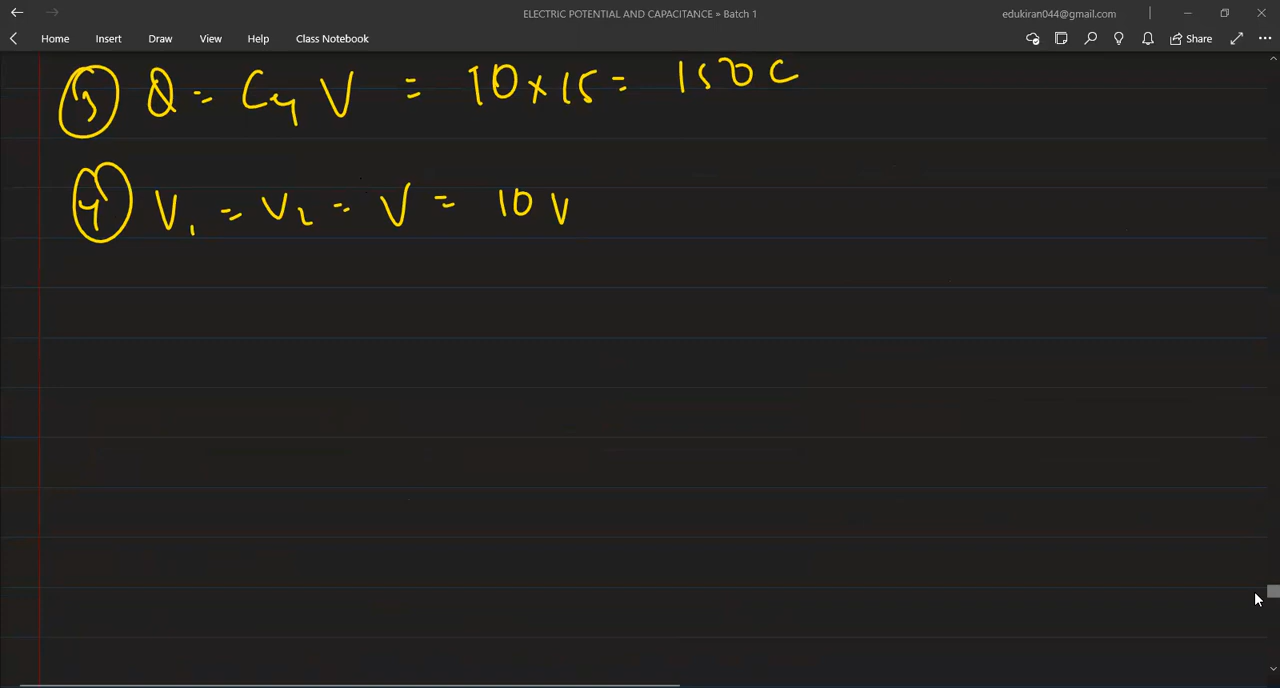 ELECTRIC POTENTIAL AND CAPACITANCE » Batch 1
edukiran044@gmail.com
Home Insert Draw View Help Class Notebook
Share
3 Q = Cq V = 10 x 15 = 150 C
4 V1 = V2 = V = 10 V